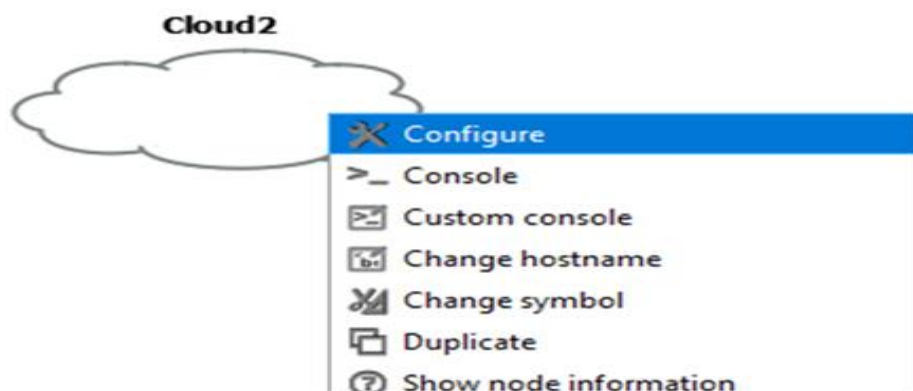 Cloud2
Configure
Console
Custom console
Change hostname
Change symbol
Duplicate
Show node information